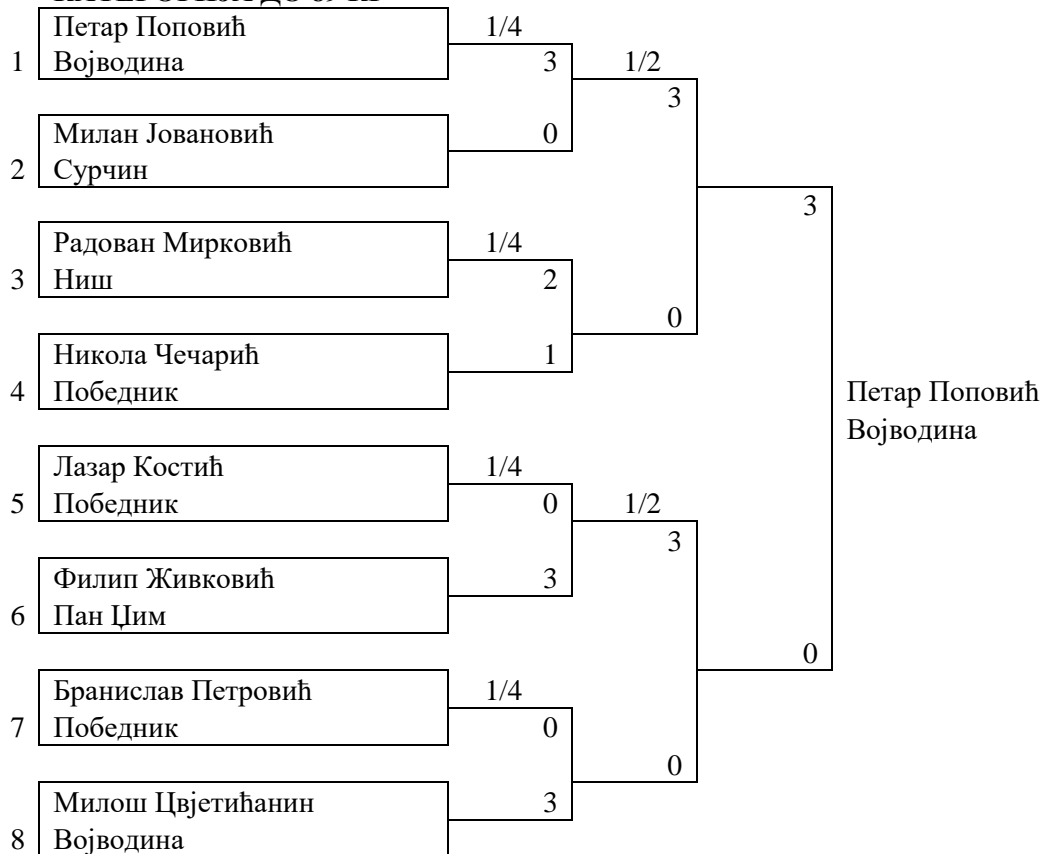 Петар Поповић
1/4
1
Војводина
3
1/2
3
Милан Јовановић
0
2
Сурчин
3
Радован Мирковић
1/4
3
Ниш
2
0
Никола Чечарић
1
4
Победник
Петар Поповић
Војводина
Лазар Костић
1/4
5
Победник
0
1/2
3
Филип Живковић
3
6
Пан Џим
0
Бранислав Петровић
1/4
7
Победник
0
0
Милош Цвјетићанин
3
8
Војводина